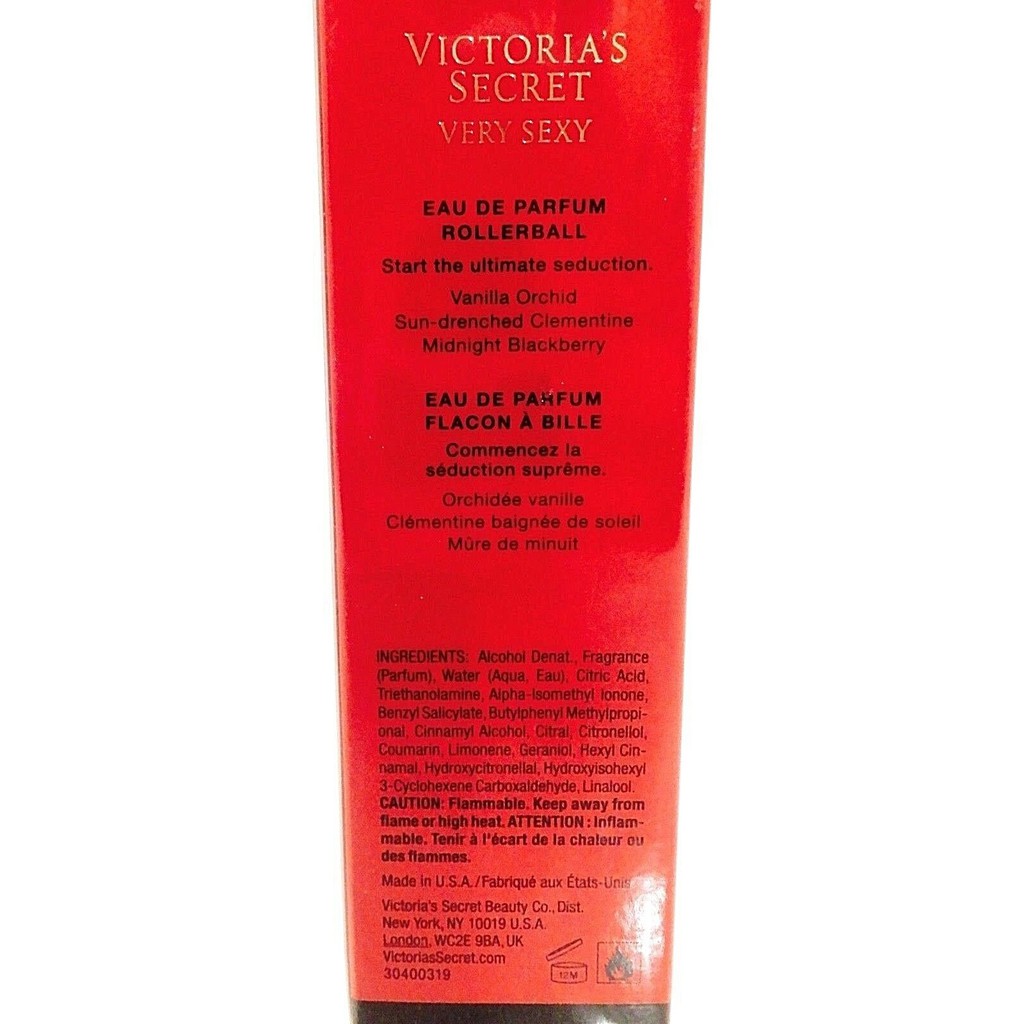 VICTORIA'S
SECRET
VERY SEXY
EAU DE PARFUM
ROLLERBALL
Start the ultimate seduction.
Vanilla Orchid
Sun-drenched Clementine
Midnight Blackberry
EAU DE PARFUM
FLACON À BILLE
Commencez la
séduction suprême.
Orchidée vanille
Clémentine baignée de soleil
Mûre de minuit
INGREDIENTS: Alcohol Denat., Fragrance
(Parfum), Water (Aqua, Eau), Citric Acid,
Triethanolamine, Alpha-Isomethyl Ionone,
Benzyl Salicylate, Butylphenyl Methylpropi-
onal, Cinnamyl Alcohol, Citral, Citronellol,
Coumarin, Limonene, Geraniol, Hexyl Cin-
namal, Hydroxycitronellal, Hydroxyisohexyl
3-Cyclohexene Carboxaldehyde, Linalool.
CAUTION: Flammable. Keep away from
flame or high heat. ATTENTION : Inflam-
mable. Tenir à l'écart de la chaleur ou
des flammes.
Made in U.S.A./Fabriqué aux États-Unis
Victoria's Secret Beauty Co., Dist.
New York, NY 10019 U.S.A.
London, WC2E 9BA, UK
VictoriasSecret.com
30400319
12M